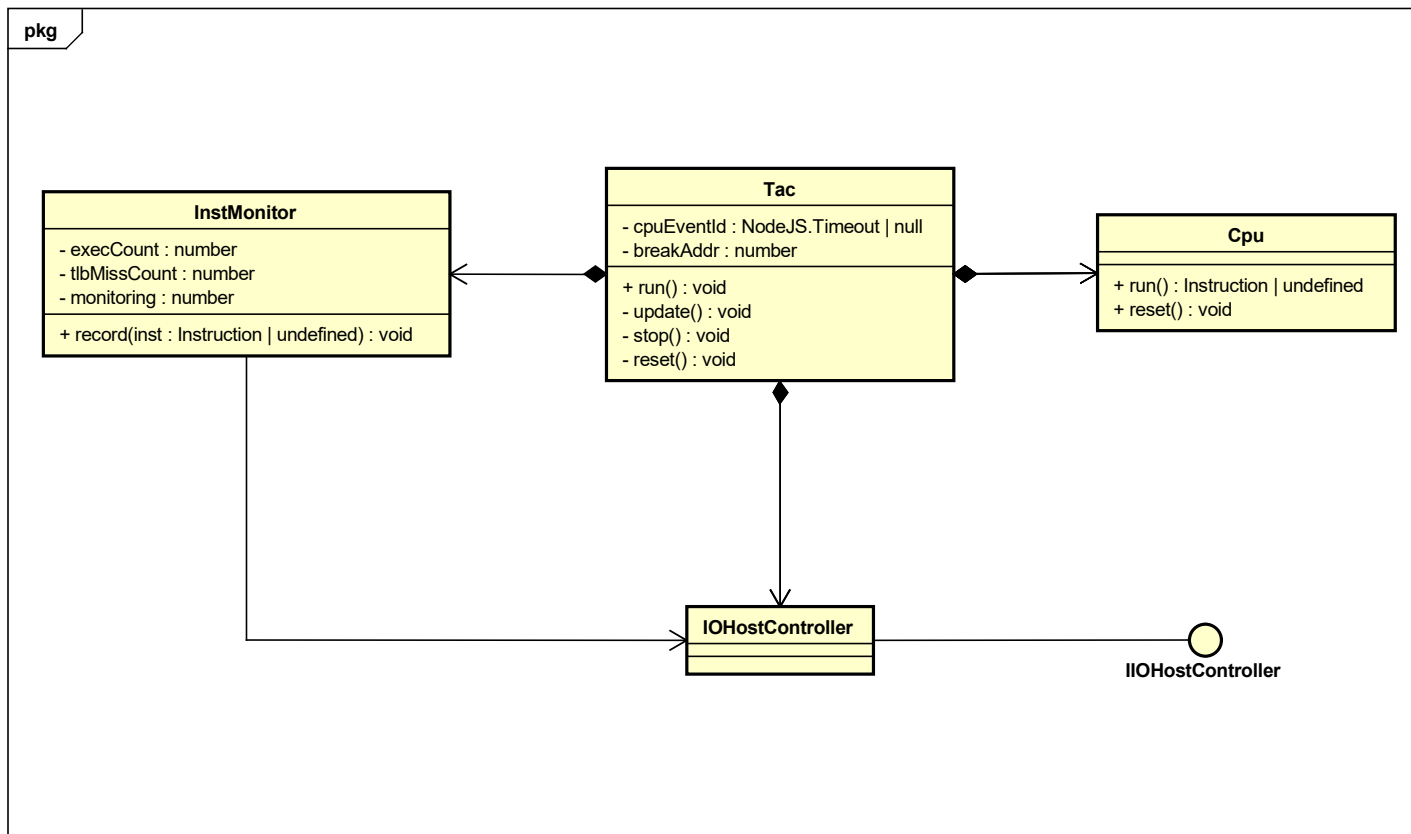 pkg
InstMonitor
- execCount : number
- tlbMissCount : number
- monitoring : number
+ record(inst : Instruction | undefined) : void
Tac
- cpuEventId : NodeJS.Timeout | null
- breakAddr : number
+ run() : void
- update() : void
- stop() : void
- reset() : void
Cpu
+ run() : Instruction | undefined
+ reset() : void
IOHostController
IIOHostController